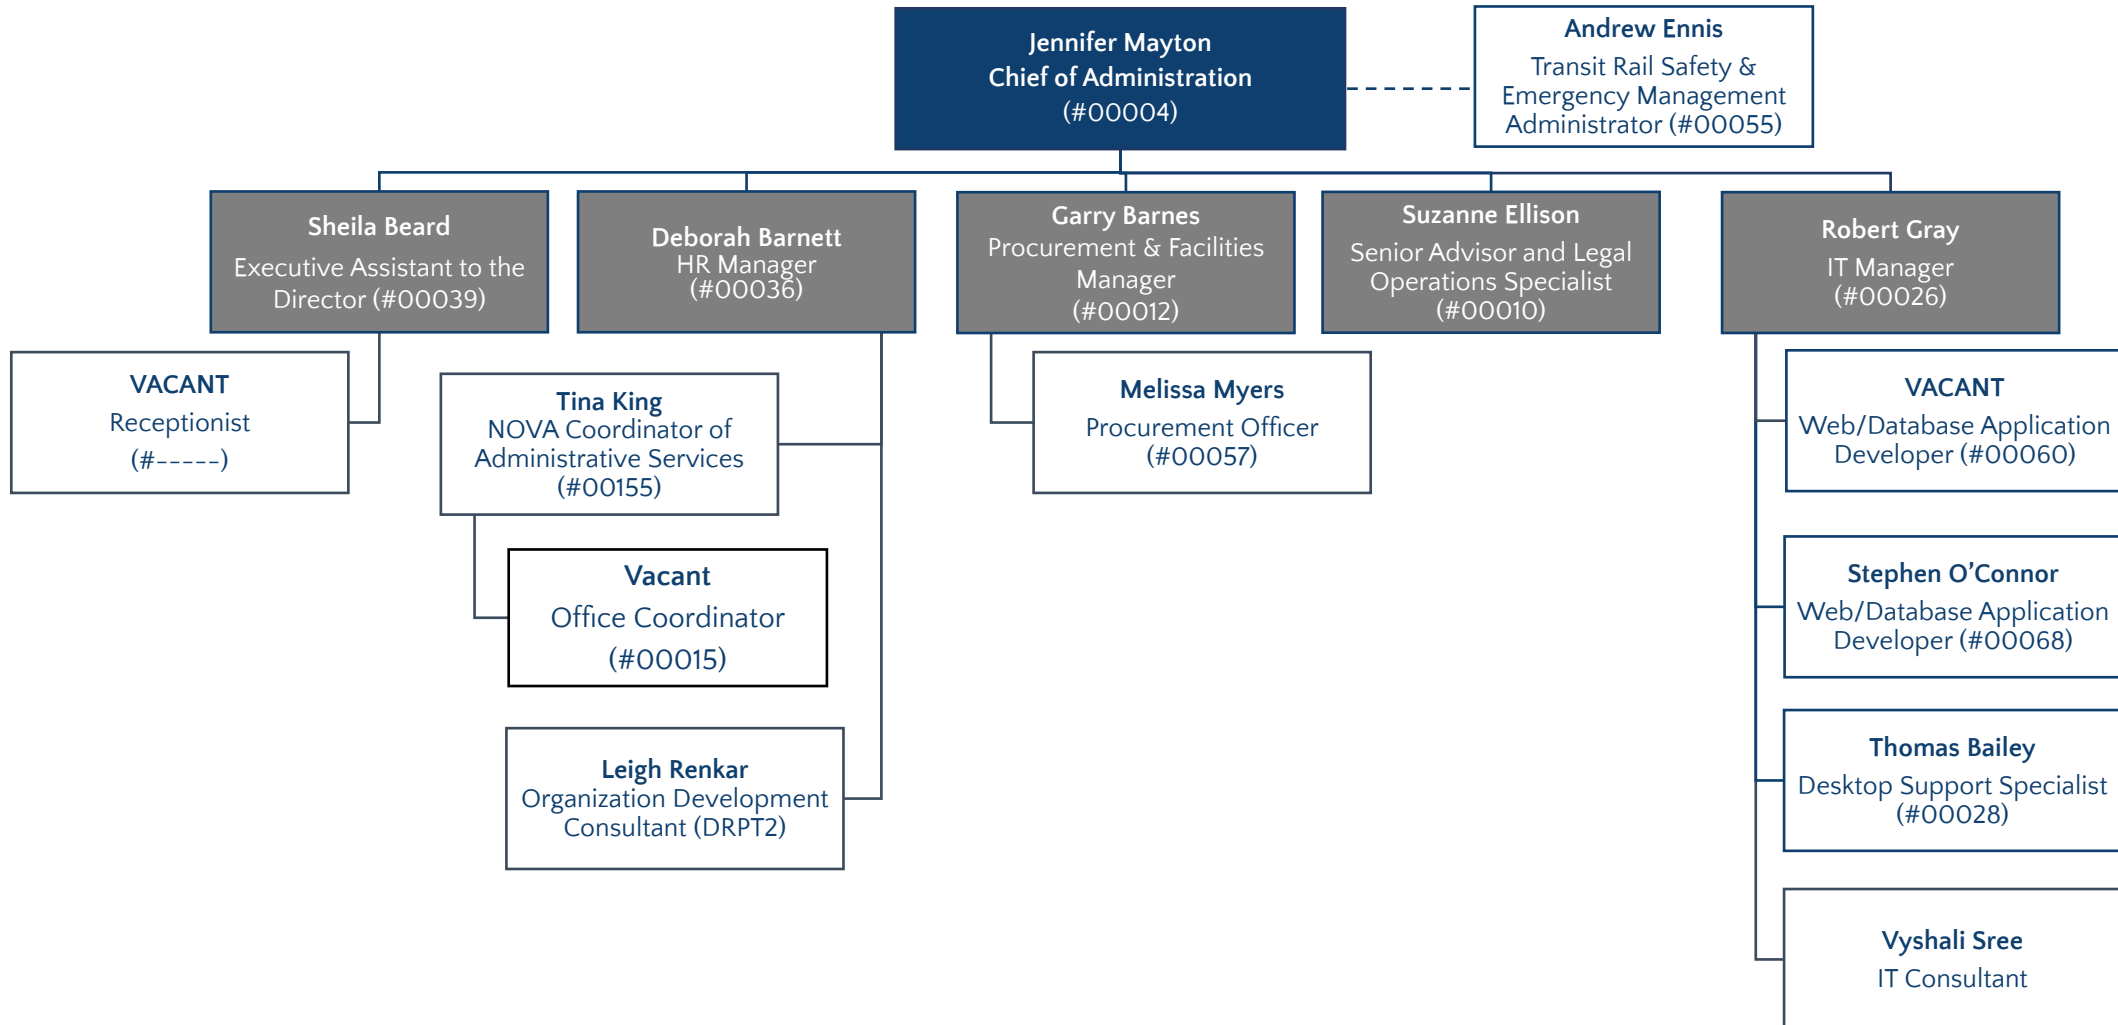 Jennifer Mayton
Chief of Administration
(#00004)
Andrew Ennis
Transit Rail Safety &
Emergency Management
Administrator (#00055)
Sheila Beard
Executive Assistant to the
Director (#00039)
Deborah Barnett
HR Manager
(#00036)
Garry Barnes
Procurement & Facilities
Manager
(#00012)
Suzanne Ellison
Senior Advisor and Legal
Operations Specialist
(#00010)
Robert Gray
IT Manager
(#00026)
VACANT
Receptionist
(#-----)
Tina King
NOVA Coordinator of
Administrative Services
(#00155)
Vacant
Office Coordinator
(#00015)
Leigh Renkar
Organization Development
Consultant (DRPT2)
Melissa Myers
Procurement Officer
(#00057)
VACANT
Web/Database Application
Developer (#00060)
Stephen O’Connor
Web/Database Application
Developer (#00068)
Thomas Bailey
Desktop Support Specialist
(#00028)
Vyshali Sree
IT Consultant